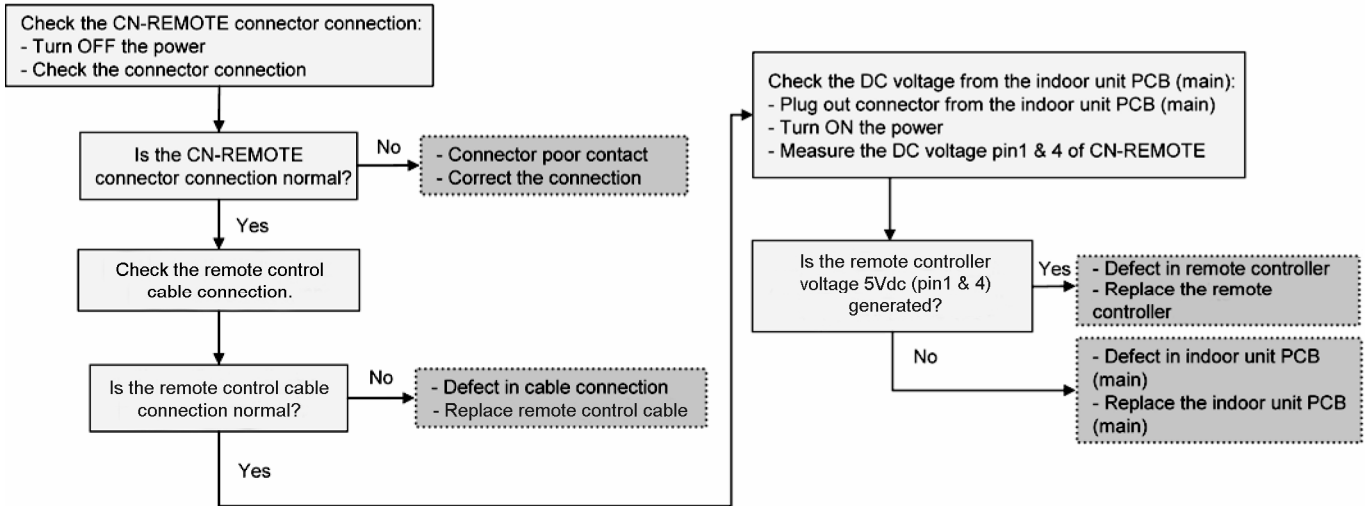 Check the CN-REMOTE connector connection:
- Turn OFF the power
- Check the connector connection
Is the CN-REMOTE
connector connection normal?
No
- Connector poor contact
- Correct the connection
Yes
Check the remote control
cable connection.
Is the remote control cable
connection normal?
No
- Defect in cable connection
- Replace remote control cable
Yes
Check the DC voltage from the indoor unit PCB (main):
- Plug out connector from the indoor unit PCB (main)
- Turn ON the power
- Measure the DC voltage pin1 & 4 of CN-REMOTE
Is the remote controller
voltage 5Vdc (pin1 & 4)
generated?
Yes
- Defect in remote controller
- Replace the remote
controller
No
- Defect in indoor unit PCB
(main)
- Replace the indoor unit PCB
(main)